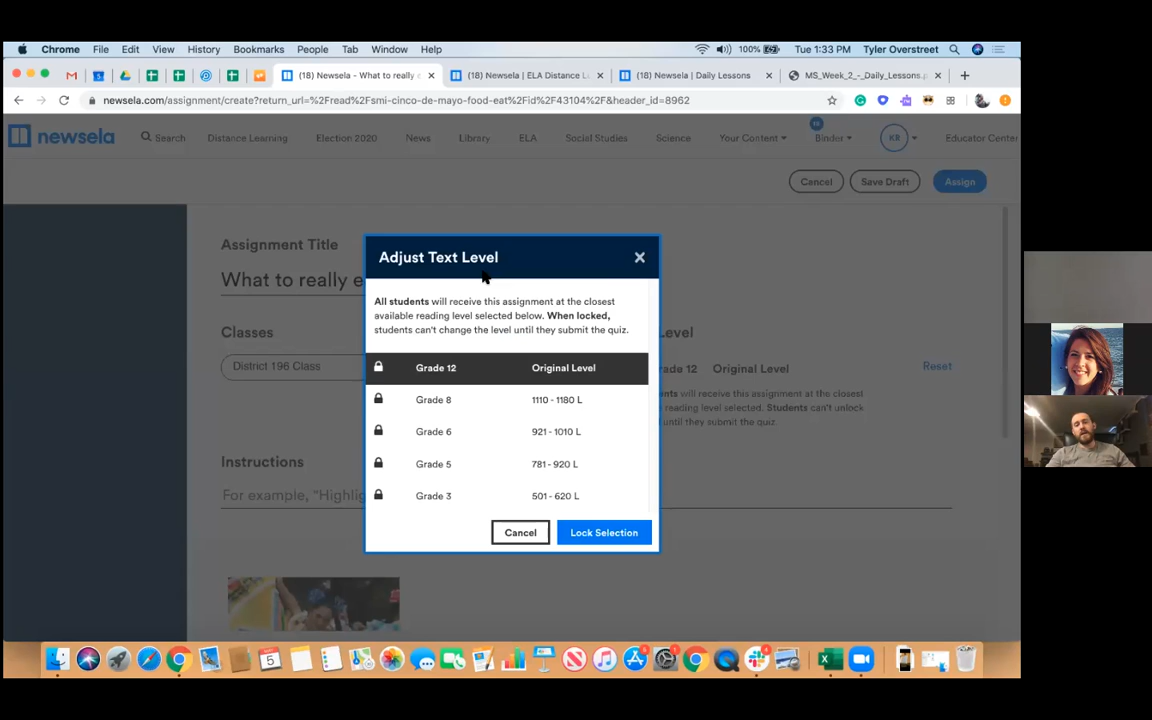 Chrome File Edit View History Bookmarks People Tab Window Help 100% Tue 1:33 PM Tyler Overstreet
(18) Newsela - What to really e × (18) Newsela | ELA Distance L × (18) Newsela | Daily Lessons × MS_Week_2_-_Daily_Lessons.p ×
newsela.com/assignment/create?return_url=%2Fread%2Fsmi-cinco-de-mayo-food-eat%2Fid%2F43104%2F&header_id=8962
newsela Search Distance Learning Election 2020 News Library ELA Social Studies Science Your Content Binder KR Educator Center
Cancel Save Draft Assign
Assignment Title
What to really e
Adjust Text Level ×
All students will receive this assignment at the closest
available reading level selected below. When locked,
students can't change the level until they submit the quiz.
Grade 12 Original Level
Grade 8 1110 - 1180 L
Grade 6 921 - 1010 L
Grade 5 781 - 920 L
Grade 3 501 - 620 L
Cancel Lock Selection
Classes
District 196 Class
evel
ade 12 Original Level Reset
nts will receive this assignment at the closest
reading level selected. Students can't unlock
until they submit the quiz.
Instructions
For example, "Highlig
5